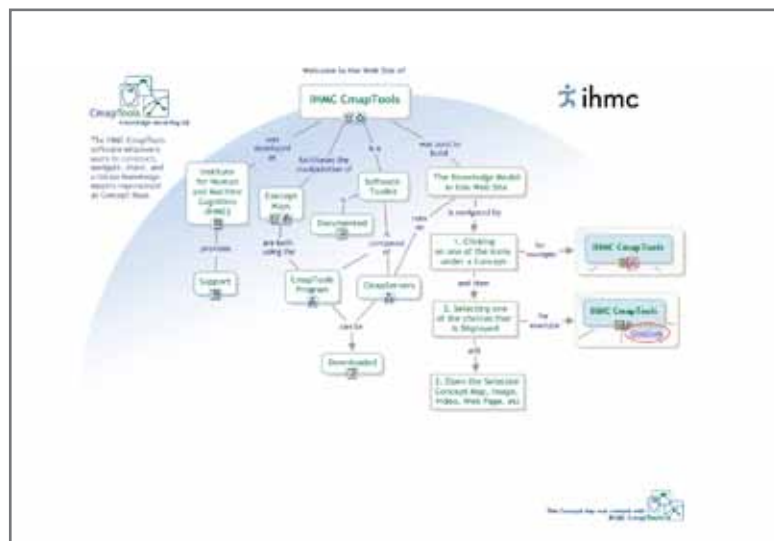 Welcome to the Web Site of
IHMC CmapTools
ihmc
CmapTools
knowledge modeling kit
The IHMC CmapTools
software empowers
users to construct,
navigate, share, and
criticize knowledge
models represented
as Concept Maps.
was
developed
at
facilitates the
manipulation of
is a
was used to
build
Institute
for Human
and Machine
Cognition
(IHMC)
Concept
Maps
Software
Toolkit
The Knowledge Model
in this Web Site
is
Documented
runs
on
is navigated by
provides
are built
using the
composed
of
1. Clicking
on one of the Icons
under a Concept
for
example
IHMC CmapTools
Support
CmapTools
Program
CmapServers
and then
2. Selecting one
of the choices that
is Displayed
for
example
IHMC CmapTools
can be
Downloaded
will
3. Open the Selected
Concept Map, Image,
Video, Web Page, etc
This Concept Map was created with
IHMC CmapTools